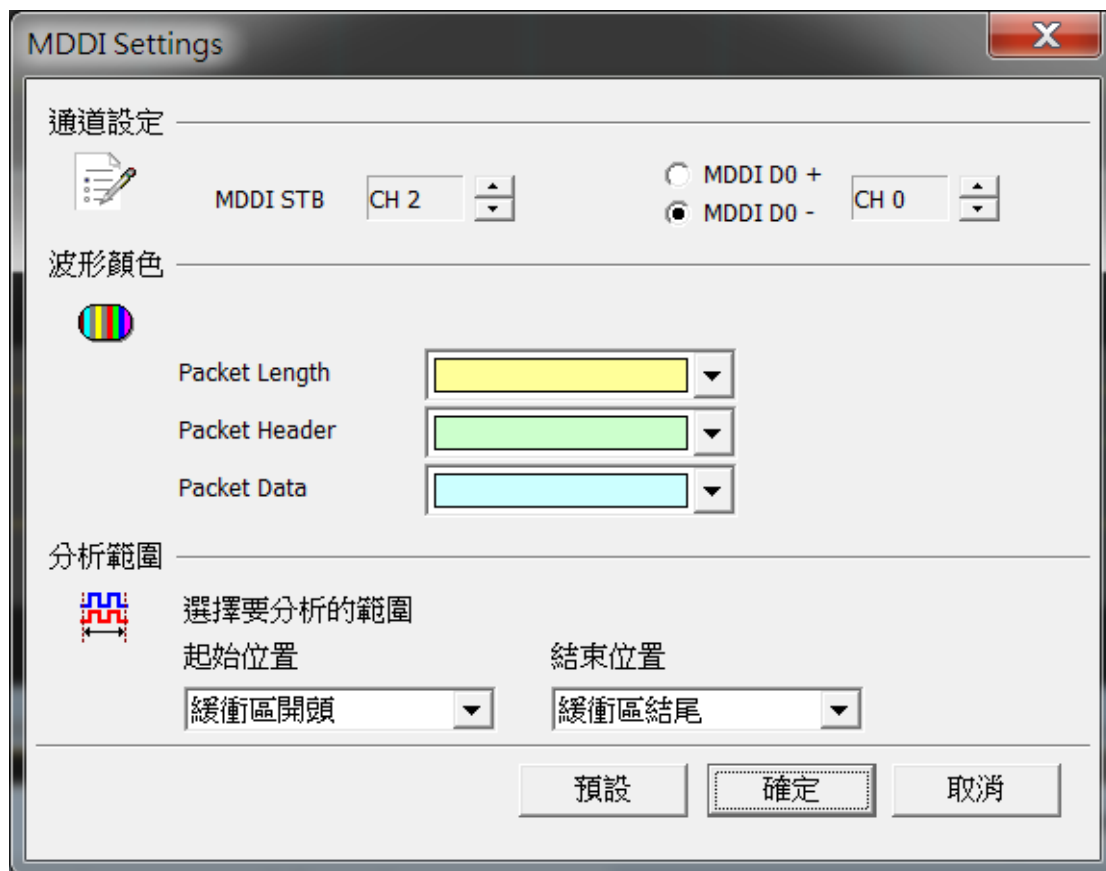 MDDI Settings
通道設定
MDDI STB
CH 2
MDDI D0 +
MDDI D0 -
CH 0
波形顏色
Packet Length
Packet Header
Packet Data
分析範圍
選擇要分析的範圍
起始位置 結束位置
緩衝區開頭 緩衝區結尾
預設 確定 取消